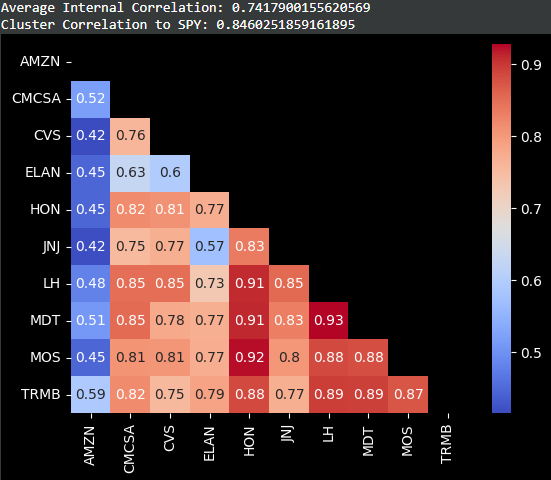 Average Internal Correlation: 0.7417900155620569
Cluster Correlation to SPY: 0.8460251859161895
AMZN
CMCSA 0.52
CVS 0.42 0.76
ELAN 0.45 0.63 0.6
HON 0.45 0.82 0.81 0.77
JNJ 0.42 0.75 0.77 0.57 0.83
LH 0.48 0.85 0.85 0.73 0.91 0.85
MDT 0.51 0.85 0.78 0.77 0.91 0.83 0.93
MOS 0.45 0.81 0.81 0.77 0.92 0.8 0.88 0.88
TRMB 0.59 0.82 0.75 0.79 0.88 0.77 0.89 0.89 0.87
AMZN CMCSA CVS ELAN HON JNJ LH MDT MOS TRMB
0.9
0.8
0.7
0.6
0.5